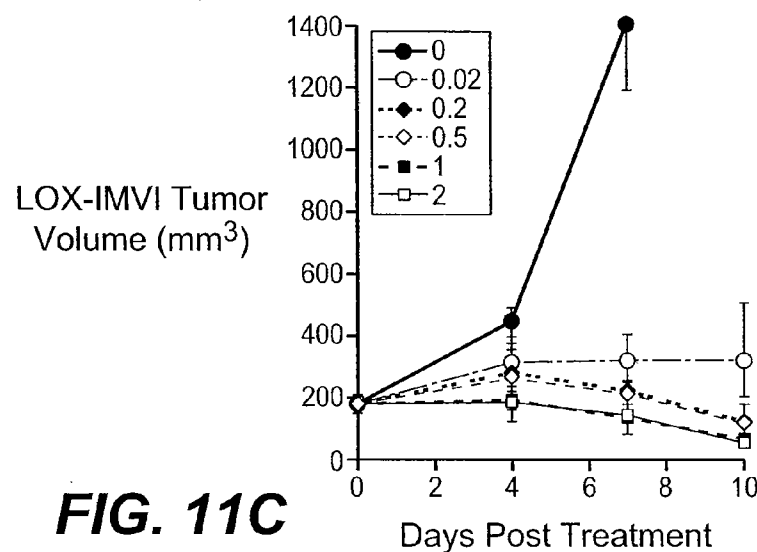 1400
1200
1000
800
600
400
200
0
0
0.02
0.2
0.5
1
2
LOX-IMVI Tumor
Volume (mm3)
0 2 4 6 8 10
Days Post Treatment
FIG. 11C